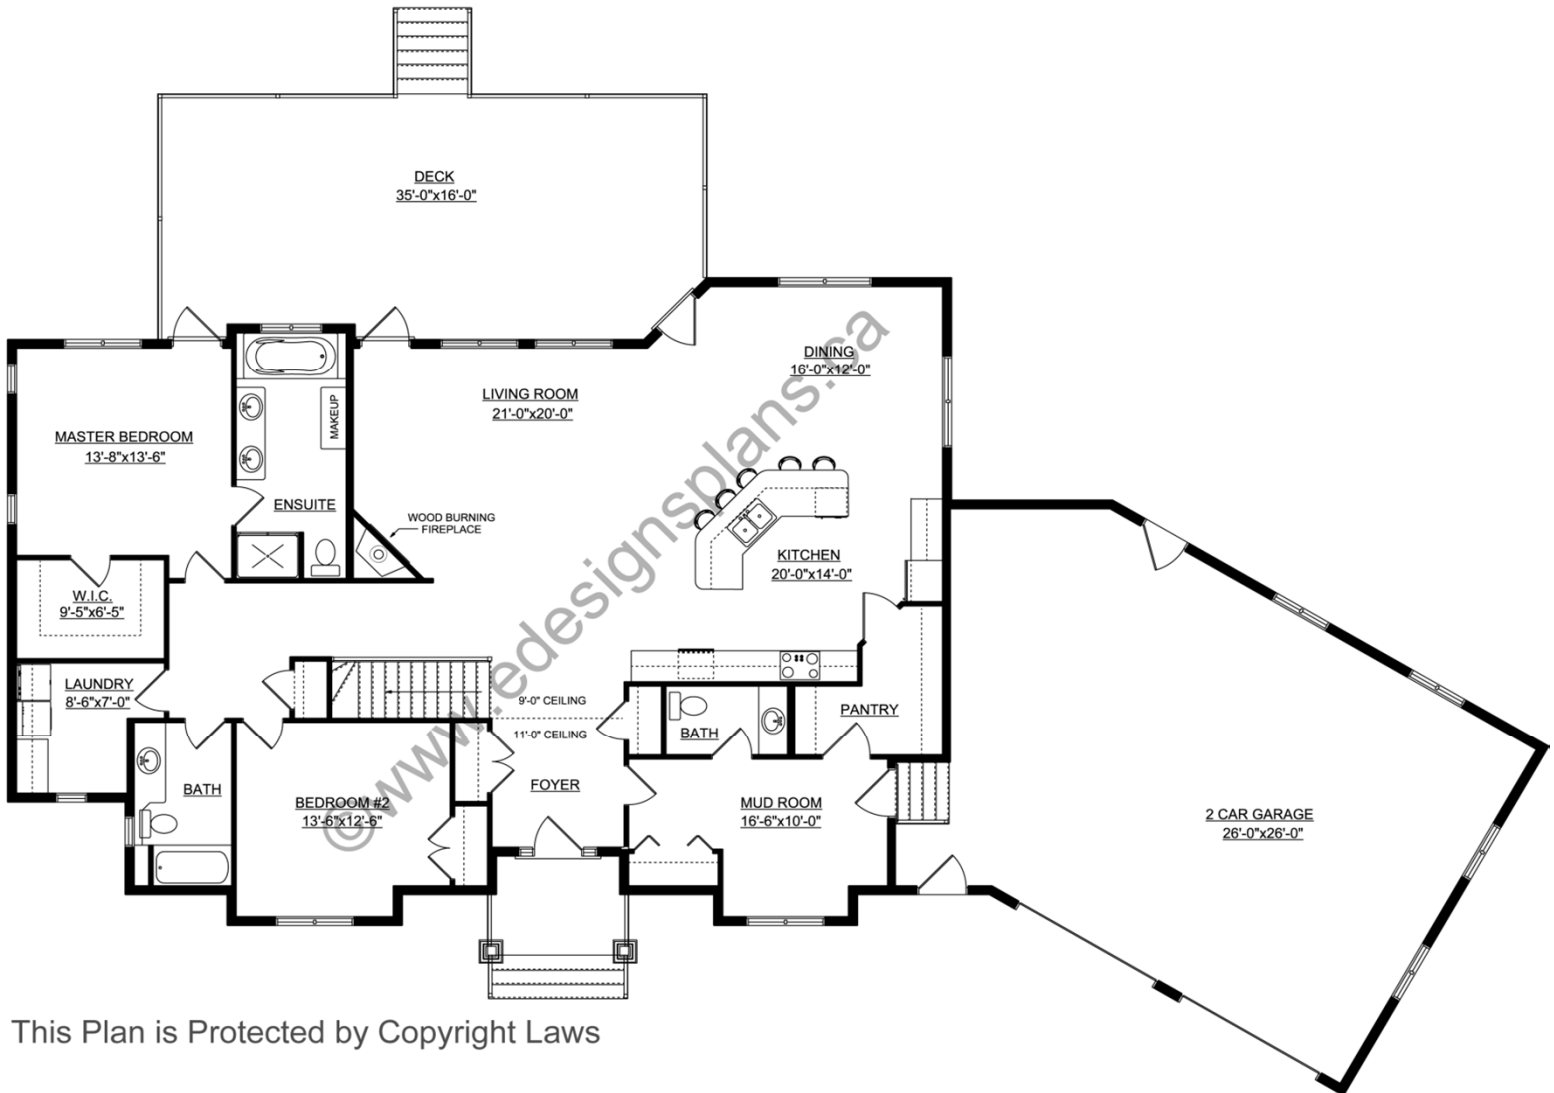 DECK
35'-0"x16'-0"
DINING
16'-0"x12'-0"
LIVING ROOM
21'-0"x20'-0"
MAKEUP
MASTER BEDROOM
13'-8"x13'-6"
ENSUITE
WOOD BURNING
FIREPLACE
KITCHEN
20'-0"x14'-0"
W.I.C.
9'-5"x6'-5"
LAUNDRY
8'-6"x7'-0"
9'-0" CEILING
11'-0" CEILING
BATH
PANTRY
FOYER
BATH
BEDROOM #2
13'-6"x12'-6"
MUD ROOM
16'-6"x10'-0"
2 CAR GARAGE
26'-0"x26'-0"
©www.edesignsplans.ca
This Plan is Protected by Copyright Laws